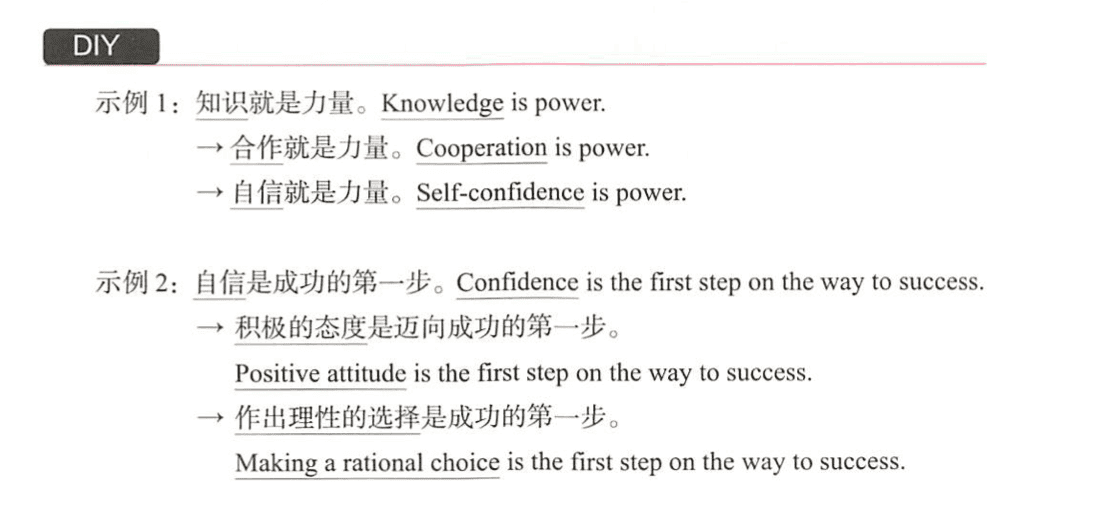 DIY
示例 1：知识就是力量。Knowledge is power.
→ 合作就是力量。Cooperation is power.
→ 自信就是力量。Self-confidence is power.
示例 2：自信是成功的第一步。Confidence is the first step on the way to success.
→ 积极的态度是迈向成功的第一步。
Positive attitude is the first step on the way to success.
→ 作出理性的选择是成功的第一步。
Making a rational choice is the first step on the way to success.